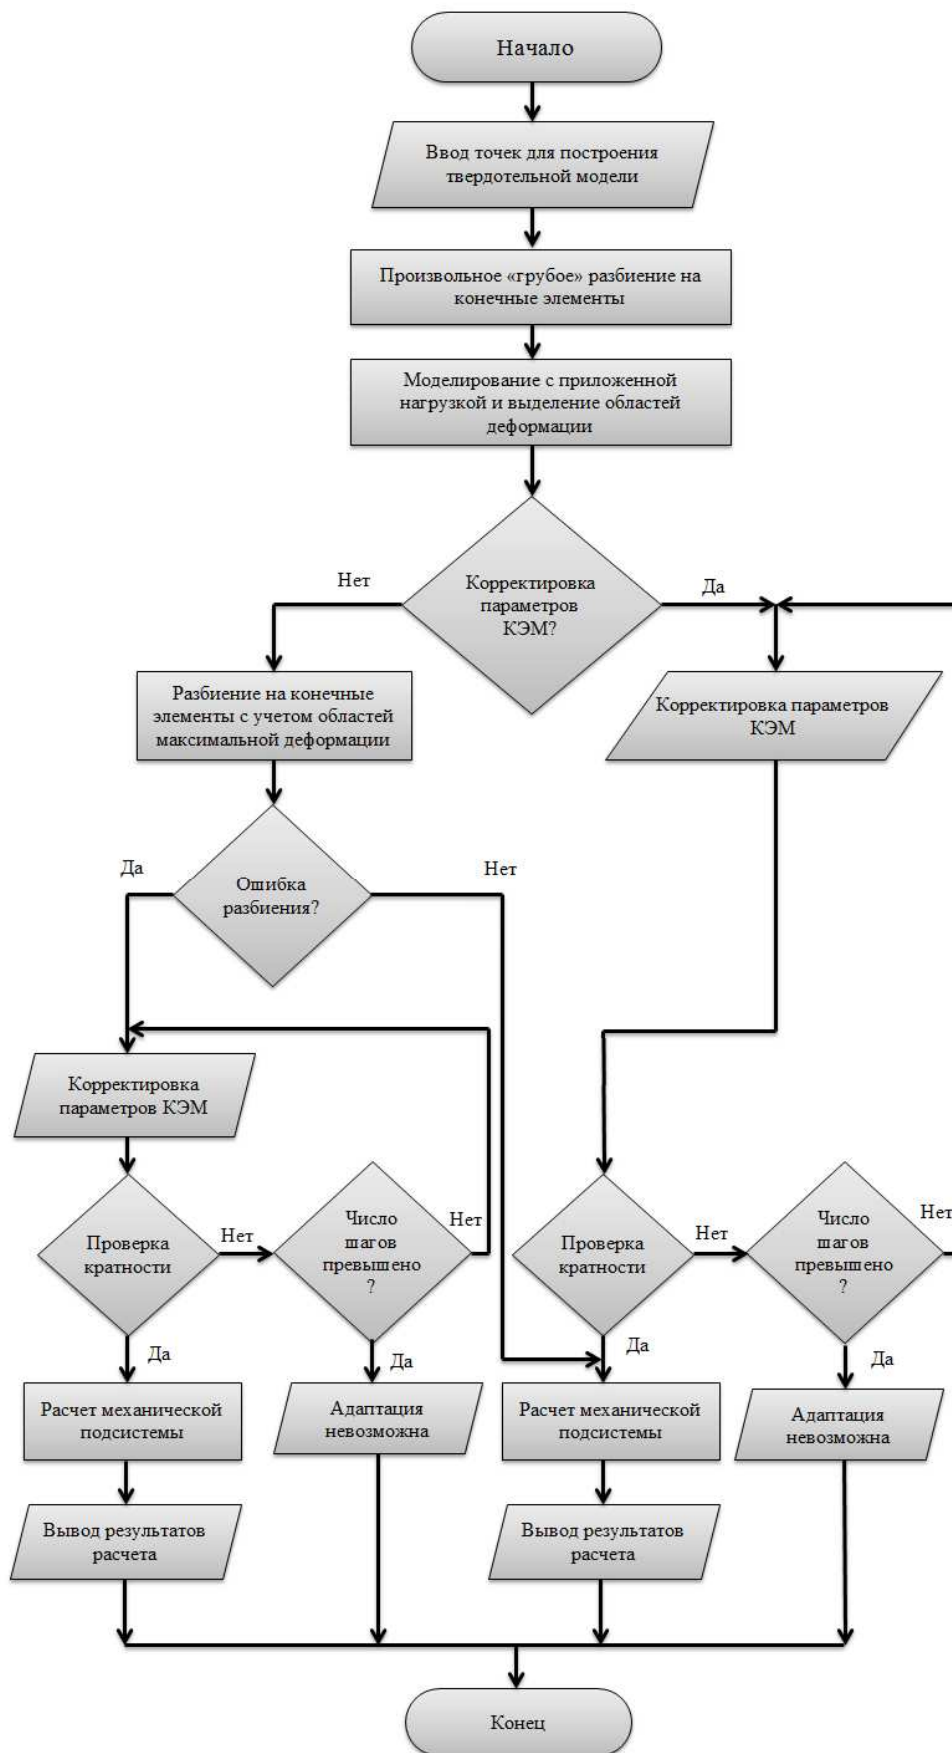 Начало
Ввод точек для построения
твердотельной модели
Произвольное «грубое» разбиение на
конечные элементы
Моделирование с приложенной
нагрузкой и выделение областей
деформации
Корректировка
параметров
КЭМ?
Нет
Да
Разбиение на конечные
элементы с учетом областей
максимальной деформации
Корректировка параметров
КЭМ
Ошибка
разбиения?
Да
Нет
Корректировка
параметров КЭМ
Проверка
кратности
Нет
Число
шагов
превышено
?
Нет
Проверка
кратности
Нет
Число
шагов
превышено
?
Нет
Да
Да
Да
Да
Расчет механической
подсистемы
Адаптация
невозможна
Расчет механической
подсистемы
Адаптация
невозможна
Вывод результатов
расчета
Вывод результатов
расчета
Конец